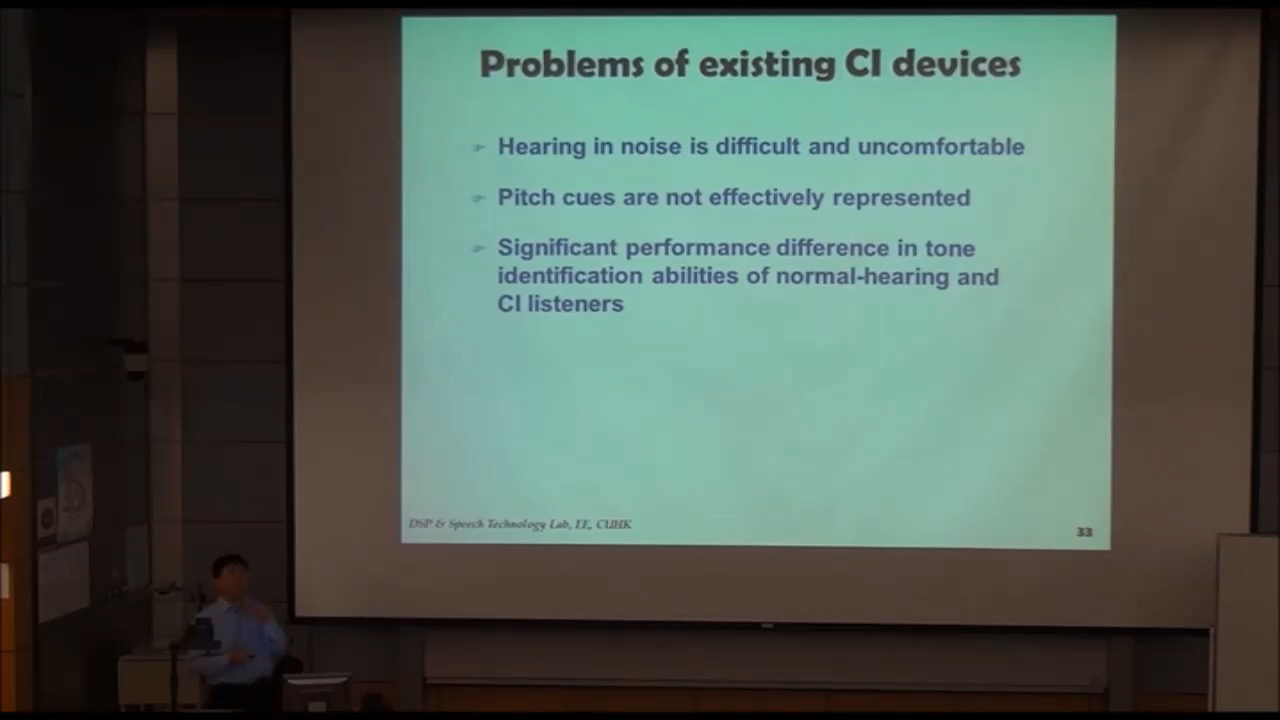 Problems of existing CI devices
Hearing in noise is difficult and uncomfortable
Pitch cues are not effectively represented
Significant performance difference in tone
identification abilities of normal-hearing and
CI listeners
DSP & Speech Technology Lab, EE, CUHK
33